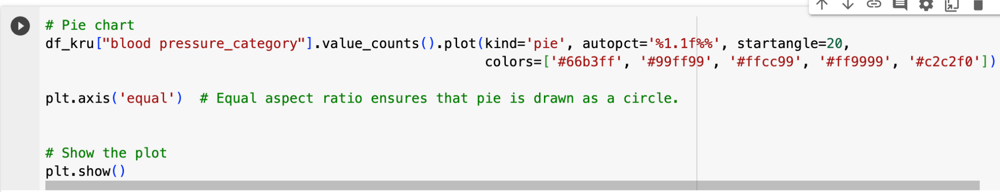 # Pie chart
df_kru["blood pressure_category"].value_counts().plot(kind='pie', autopct='%1.1f%%', startangle=20,
colors=['#66b3ff', '#99ff99', '#ffcc99', '#ff9999', '#c2c2f0'])
plt.axis('equal')  # Equal aspect ratio ensures that pie is drawn as a circle.
# Show the plot
plt.show()